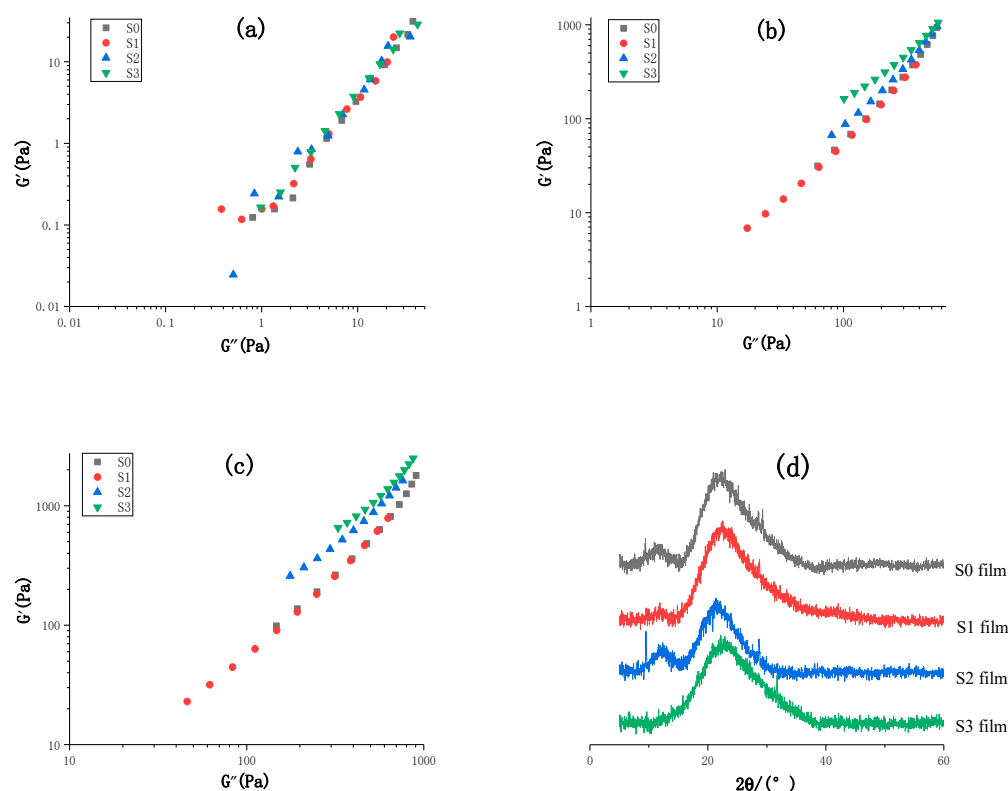 (a)
S0
S1
S2
S3
10
1
0.1
0.01
G′(Pa)
0.01
0.1
1
10
G″(Pa)
(b)
S0
S1
S2
S3
1000
100
10
1
G′(Pa)
1
10
100
G″(Pa)
(c)
S0
S1
S2
S3
1000
100
10
G′(Pa)
10
100
1000
G″(Pa)
(d)
S0 film
S1 film
S2 film
S3 film
0
20
40
60
2θ/(°)